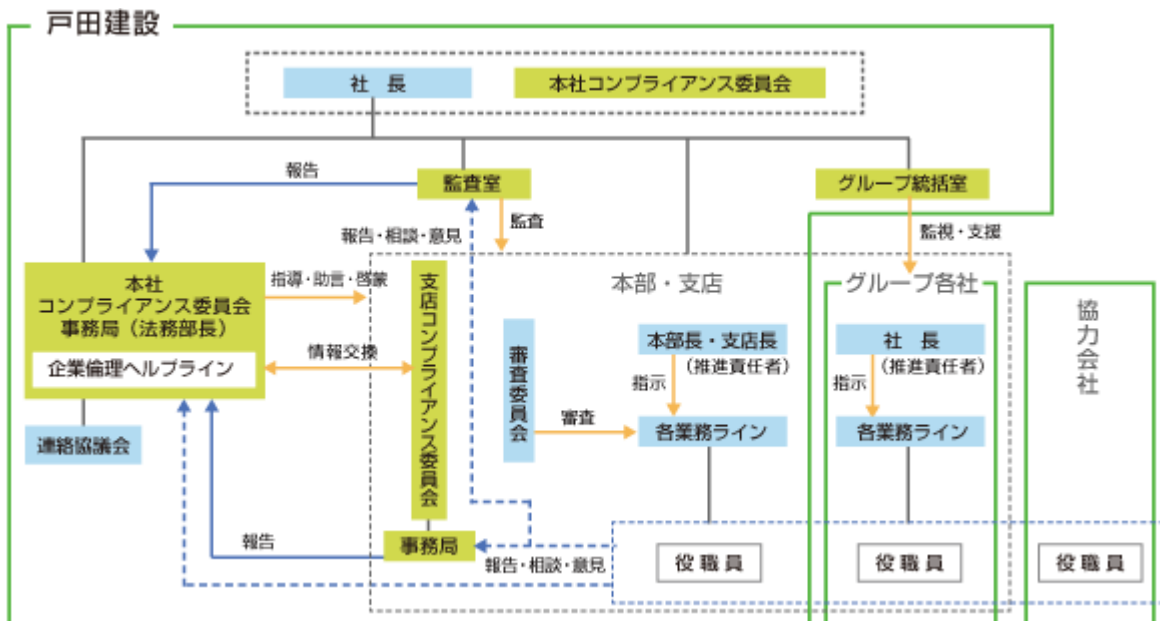 戸田建設
社長
本社コンプライアンス委員会
報告
監査室
グループ統括室
監査
報告・相談・意見
監視・支援
本社
コンプライアンス委員会
事務局（法務部長）
企業倫理ヘルプライン
指導・助言・啓蒙
情報交換
連絡協議会
支店コンプライアンス委員会
事務局
本部・支店
審査委員会
審査
本部長・支店長
（推進責任者）
指示
各業務ライン
グループ各社
社長
（推進責任者）
指示
各業務ライン
協力会社
報告
報告・相談・意見
役職員
役職員
役職員